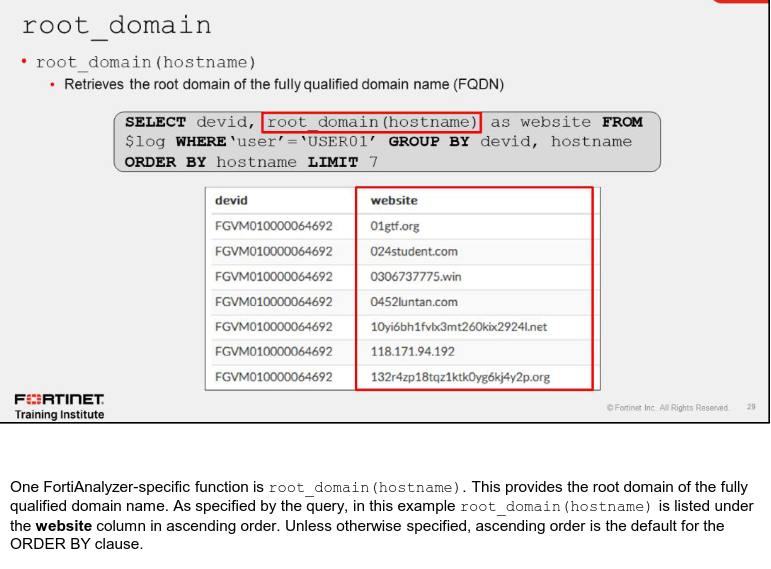 root_domain
• root_domain(hostname)
• Retrieves the root domain of the fully qualified domain name (FQDN)
SELECT devid, root_domain(hostname) as website FROM
$log WHERE‘user’=‘USER01’ GROUP BY devid, hostname
ORDER BY hostname LIMIT 7
devid website
FGVM010000064692 01gtf.org
FGVM010000064692 024student.com
FGVM010000064692 0306737775.win
FGVM010000064692 0452luntan.com
FGVM010000064692 10yi6bh1fvlx3mt260kix2924l.net
FGVM010000064692 118.171.94.192
FGVM010000064692 132r4zp18tqz1ktk0yg6kj4y2p.org
FORTINET
Training Institute
© Fortinet Inc. All Rights Reserved. 29
One FortiAnalyzer-specific function is root_domain(hostname). This provides the root domain of the fully
qualified domain name. As specified by the query, in this example root_domain(hostname) is listed under
the website column in ascending order. Unless otherwise specified, ascending order is the default for the
ORDER BY clause.